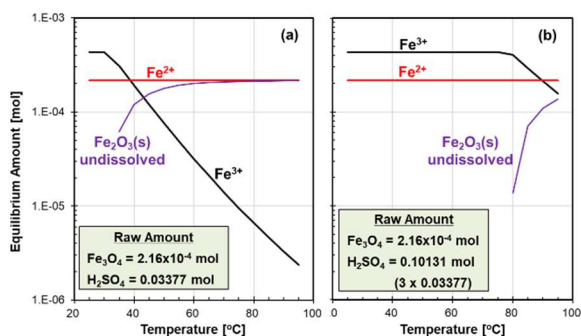 1.E-03
1.E-04
1.E-05
1.E-06
Equilibrium Amount [mol]
(a)
Fe²⁺
Fe₂O₃(s)
undissolved
Fe³⁺
Raw Amount
Fe₃O₄ = 2.16x10⁻⁴ mol
H₂SO₄ = 0.03377 mol
20 40 60 80 100
Temperature [ºC]
(b)
Fe³⁺
Fe²⁺
Fe₂O₃(s)
undissolved
Raw Amount
Fe₃O₄ = 2.16x10⁻⁴ mol
H₂SO₄ = 0.10131 mol
(3 x 0.03377)
0 20 40 60 80 100
Temperature [ºC]